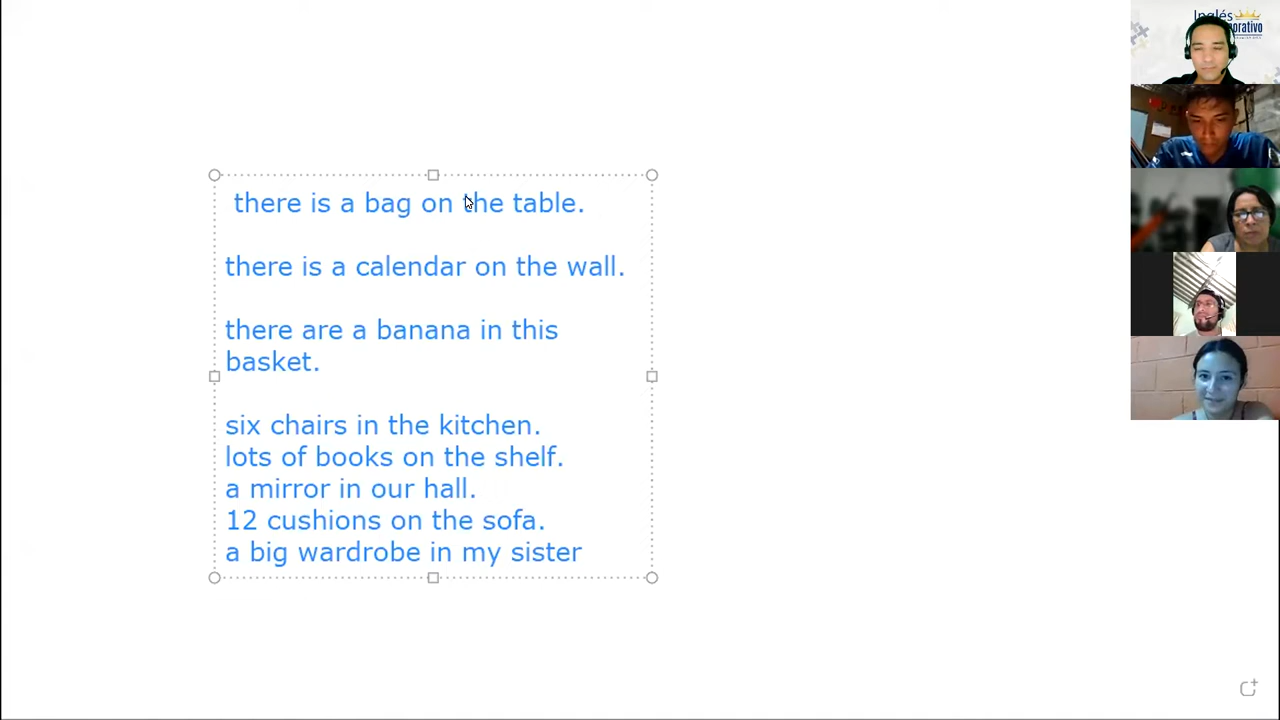 Inglés
orativo
there is a bag on the table.
there is a calendar on the wall.
there are a banana in this
basket.
six chairs in the kitchen.
lots of books on the shelf.
a mirror in our hall.
12 cushions on the sofa.
a big wardrobe in my sister